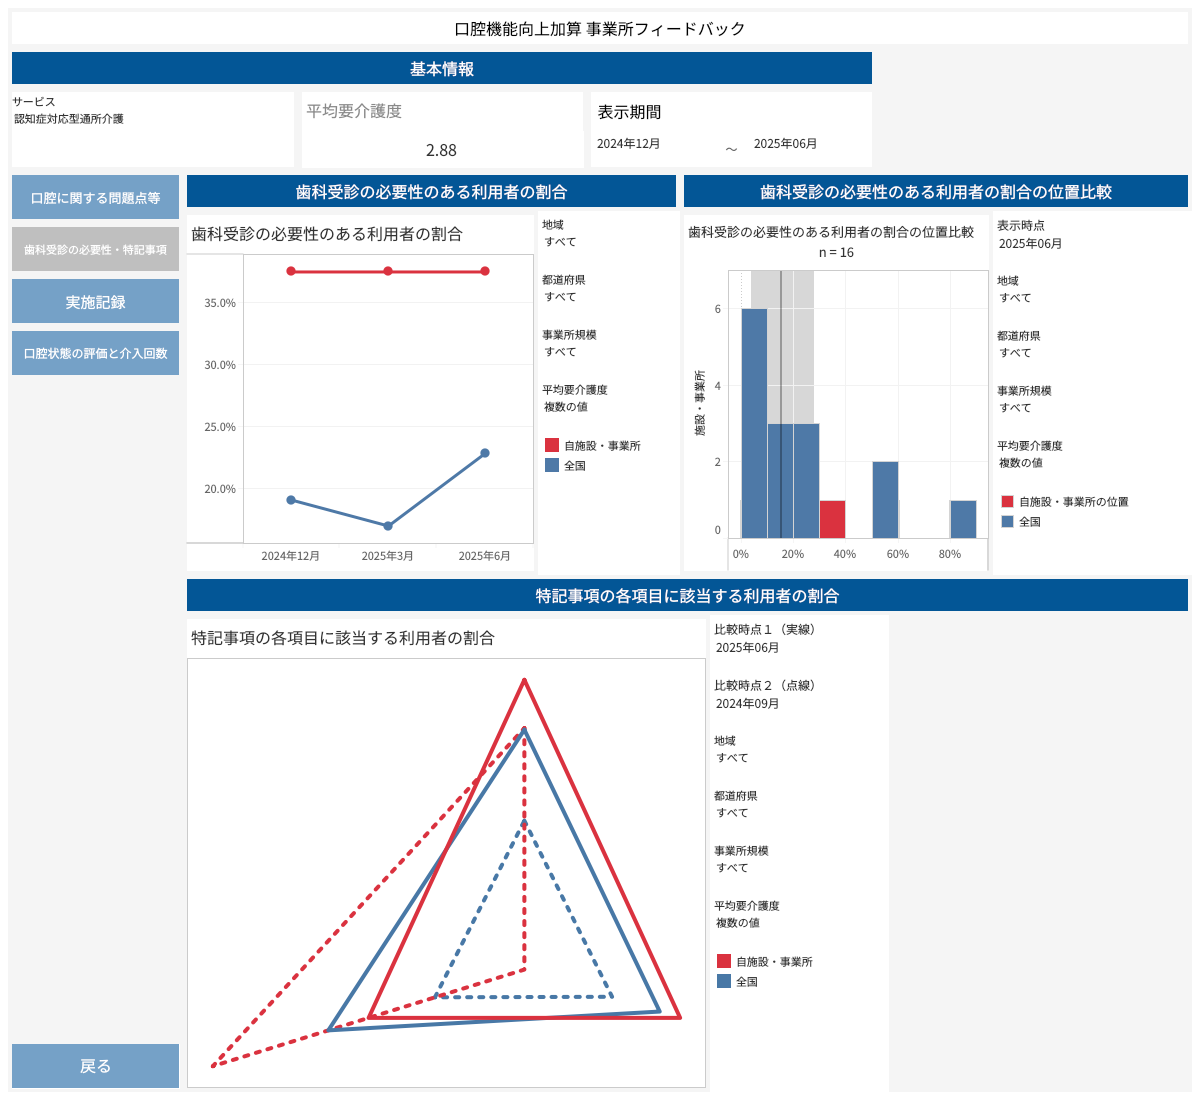 口腔機能向上加算 事業所フィードバック
基本情報
サービス
認知症対応型通所介護
平均要介護度
2.88
表示期間
2024年12月 ～ 2025年06月
口腔に関する問題点等
歯科受診の必要性・特記事項
実施記録
口腔状態の評価と介入回数
戻る
歯科受診の必要性のある利用者の割合
歯科受診の必要性のある利用者の割合
35.0%
30.0%
25.0%
20.0%
2024年12月 2025年3月 2025年6月
地域
すべて
都道府県
すべて
事業所規模
すべて
平均要介護度
複数の値
自施設・事業所
全国
歯科受診の必要性のある利用者の割合の位置比較
歯科受診の必要性のある利用者の割合の位置比較
n = 16
施設・事業所
6
4
2
0
0% 20% 40% 60% 80%
表示時点
2025年06月
地域
すべて
都道府県
すべて
事業所規模
すべて
平均要介護度
複数の値
自施設・事業所の位置
全国
特記事項の各項目に該当する利用者の割合
特記事項の各項目に該当する利用者の割合
比較時点１（実線）
2025年06月
比較時点２（点線）
2024年09月
地域
すべて
都道府県
すべて
事業所規模
すべて
平均要介護度
複数の値
自施設・事業所
全国